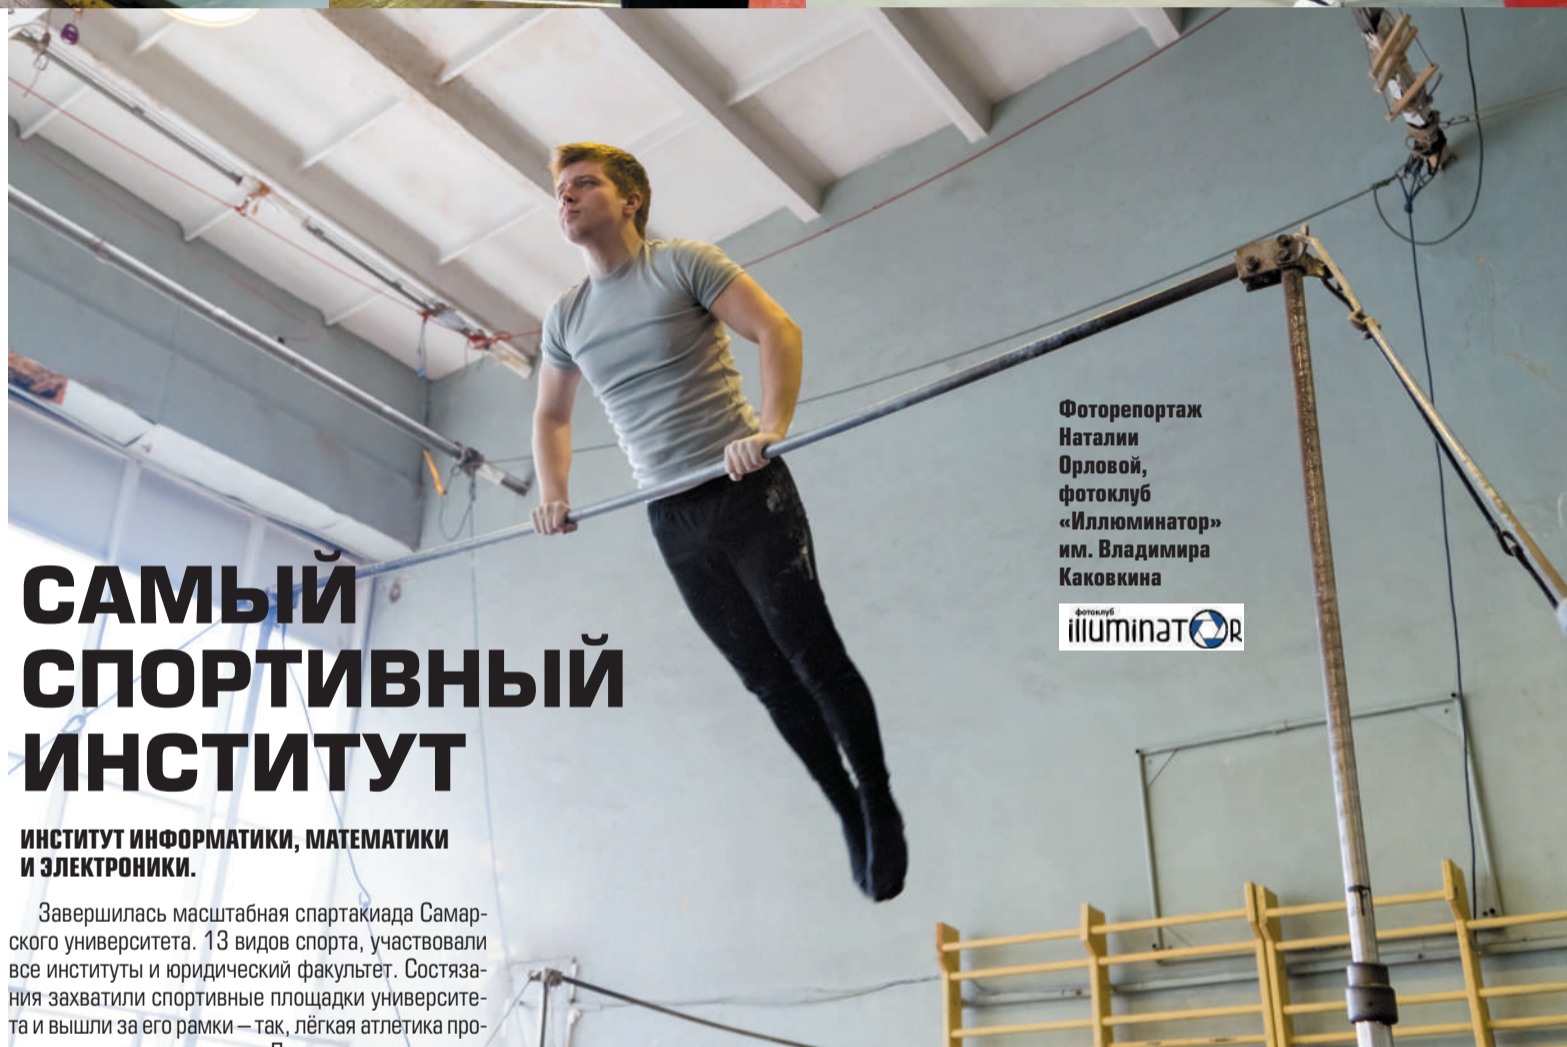 САМЫЙ
СПОРТИВНЫЙ
ИНСТИТУТ
ИНСТИТУТ ИНФОРМАТИКИ, МАТЕМАТИКИ
И ЭЛЕКТРОНИКИ.
Завершилась масштабная спартакиада Самар-
ского университета. 13 видов спорта, участвовали
все институты и юридический факультет. Состяза-
ния захватили спортивные площадки университе-
та и вышли за его рамки – так, лёгкая атлетика про-
Фоторепортаж
Наталии
Орловой,
фотоклуб
«Иллюминатор»
им. Владимира
Каковкина
фотоклуб
illuminatOR